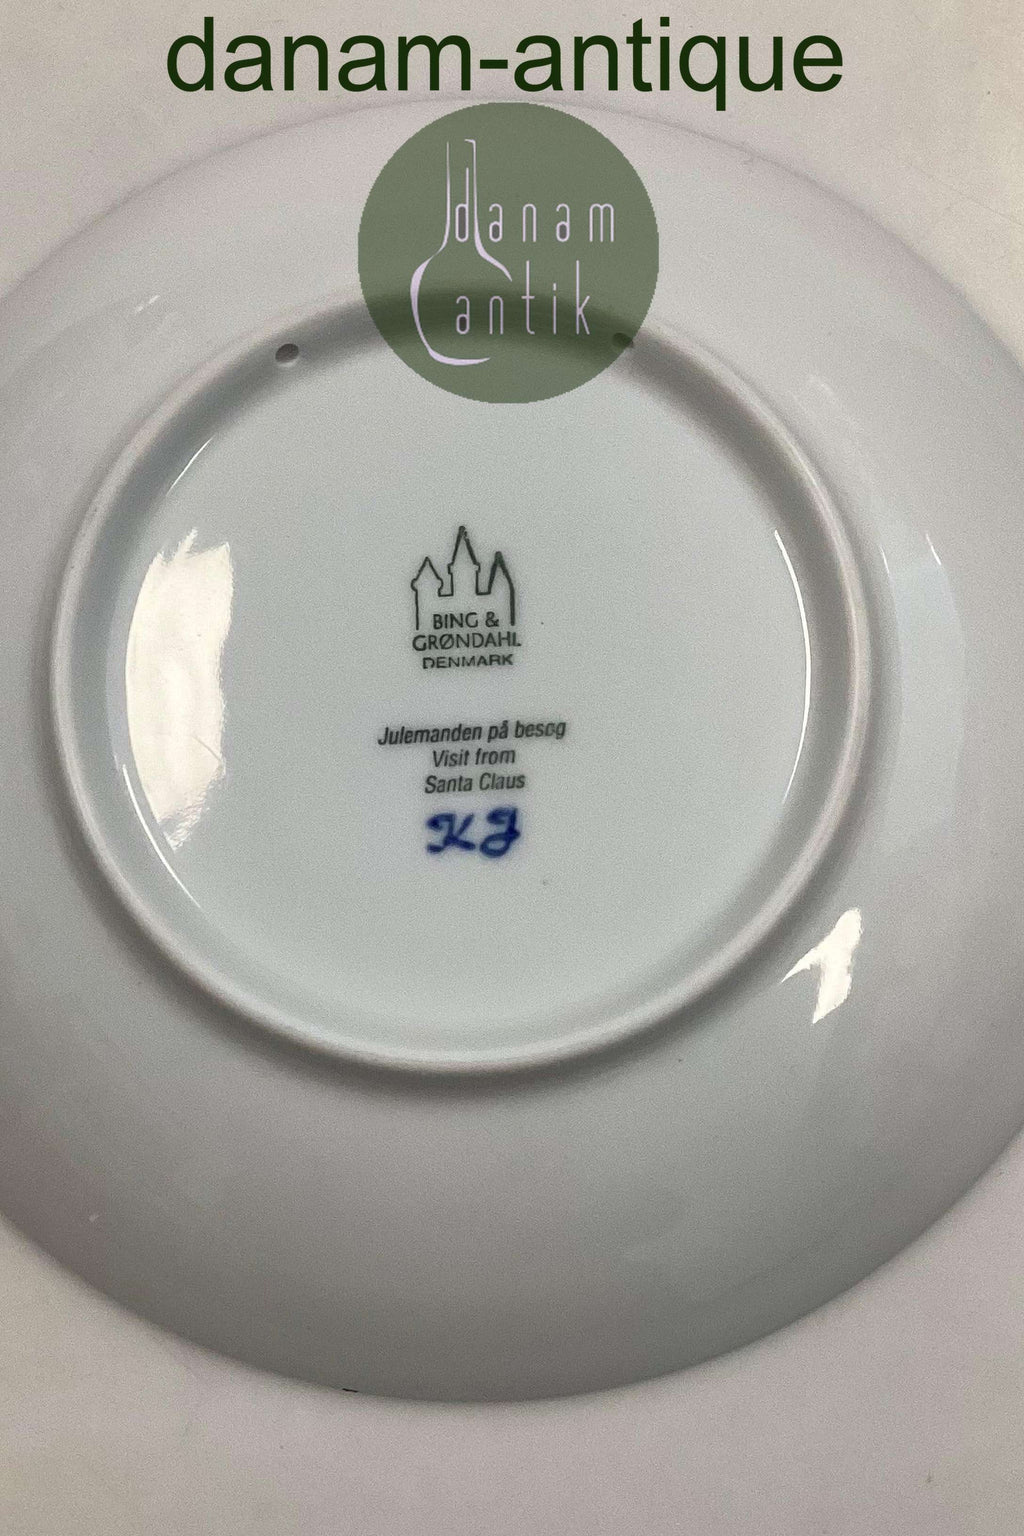 danam-antique
danam
antik
BING &
GRØNDAHL
DENMARK
Julemanden på besøg
Visit from
Santa Claus
KJ